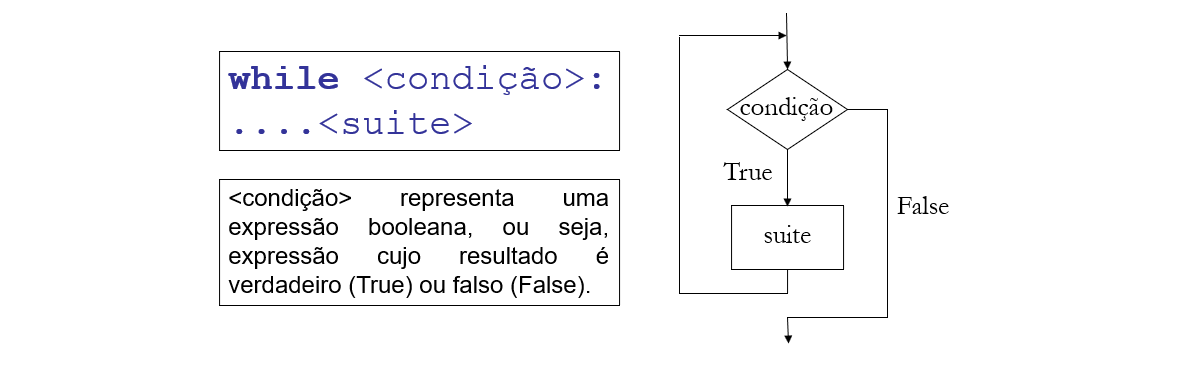 while <condição>:
....<suite>
<condição> representa uma
expressão booleana, ou seja,
expressão cujo resultado é
verdadeiro (True) ou falso (False).
condição
True
False
suite